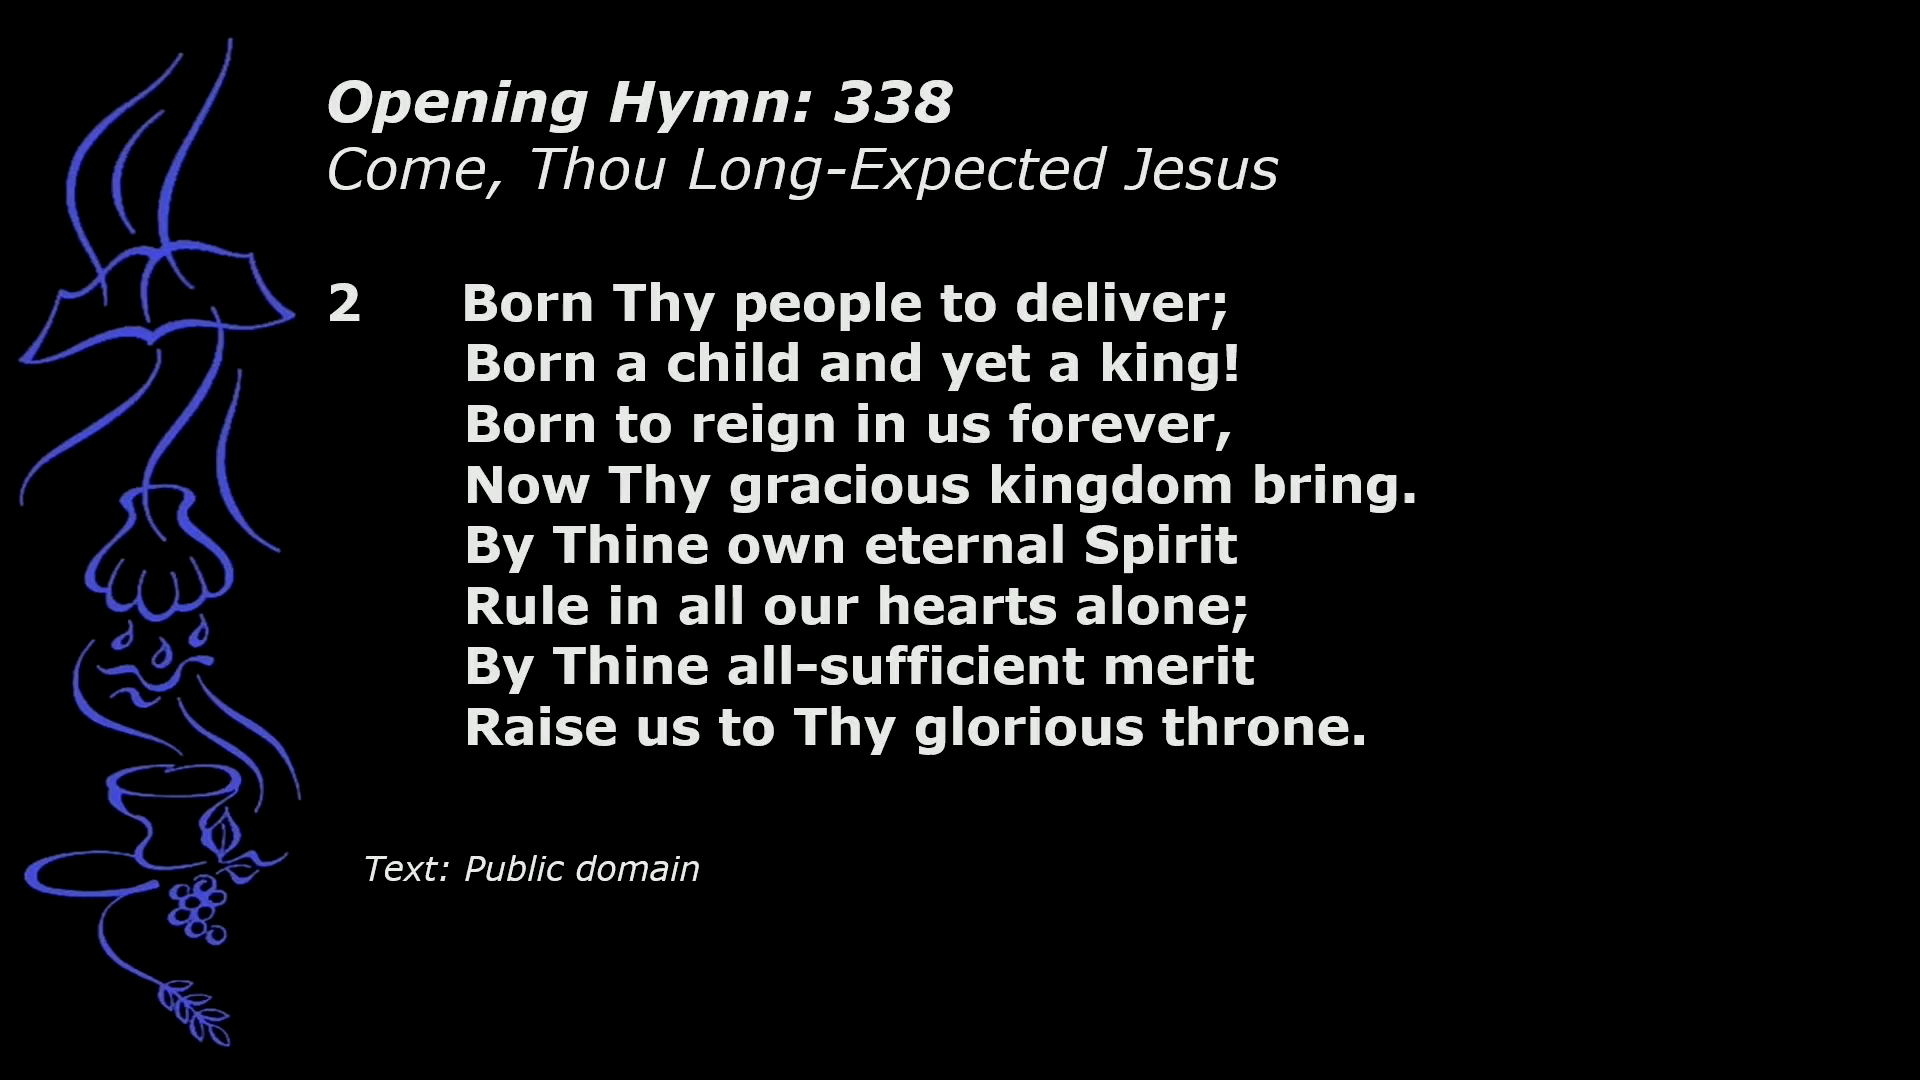 Opening Hymn: 338
Come, Thou Long-Expected Jesus
2 Born Thy people to deliver;
Born a child and yet a king!
Born to reign in us forever,
Now Thy gracious kingdom bring.
By Thine own eternal Spirit
Rule in all our hearts alone;
By Thine all-sufficient merit
Raise us to Thy glorious throne.
Text: Public domain